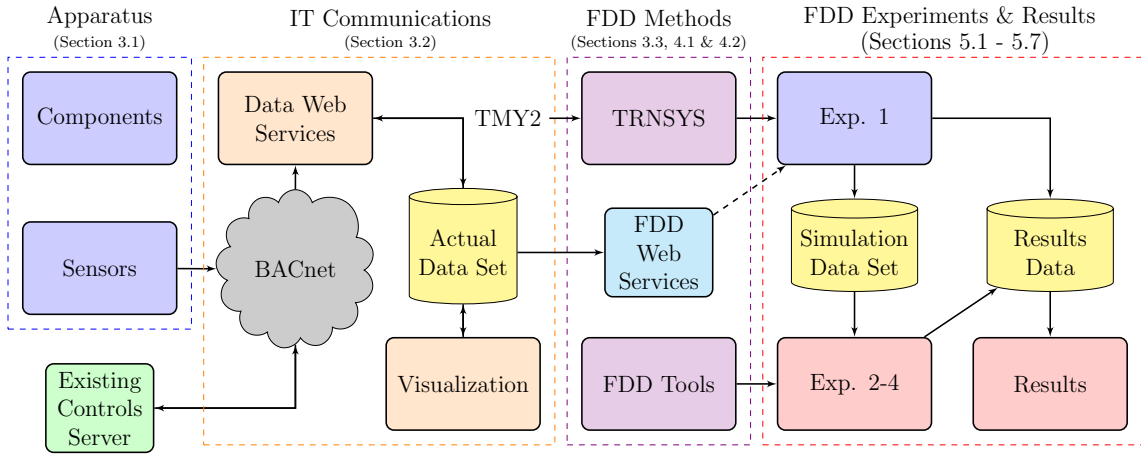 Apparatus
(Section 3.1)
Components
Sensors
Existing
Controls
Server
IT Communications
(Section 3.2)
Data Web
Services
BACnet
TMY2
Actual
Data Set
Visualization
FDD Methods
(Sections 3.3, 4.1 & 4.2)
TRNSYS
FDD
Web
Services
FDD Tools
FDD Experiments & Results
(Sections 5.1 - 5.7)
Exp. 1
Simulation
Data Set
Results
Data
Exp. 2-4
Results